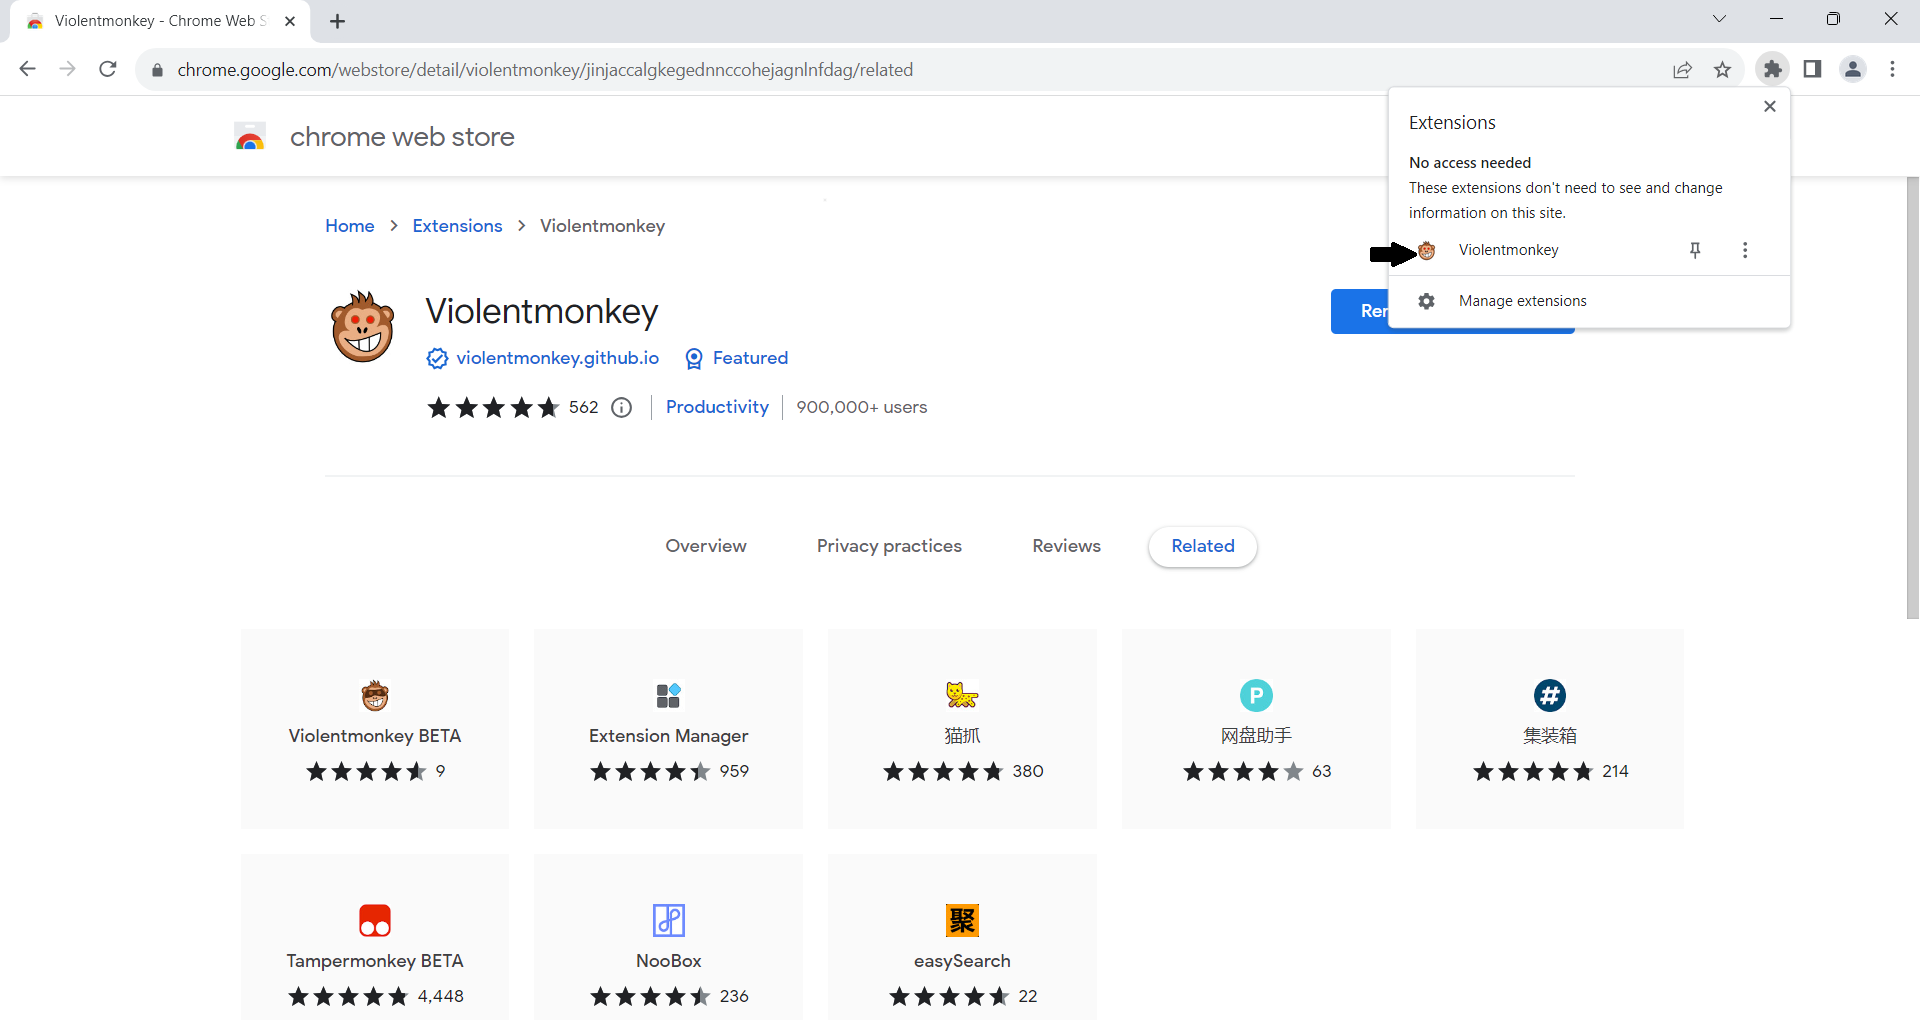 Violentmonkey - Chrome Web S
chrome.google.com/webstore/detail/violentmonkey/jinjaccalgkegednnccohejagnlnfdag/related
chrome web store
Extensions
No access needed
These extensions don't need to see and change
information on this site.
Violentmonkey
Manage extensions
Home > Extensions > Violentmonkey
Violentmonkey
Rer
violentmonkey.github.io Featured
562 Productivity 900,000+ users
Overview Privacy practices Reviews Related
Violentmonkey BETA
9
Extension Manager
959
猫抓
380
P
网盘助手
63
#
集装箱
214
Tampermonkey BETA
4,448
NooBox
236
聚
easySearch
22